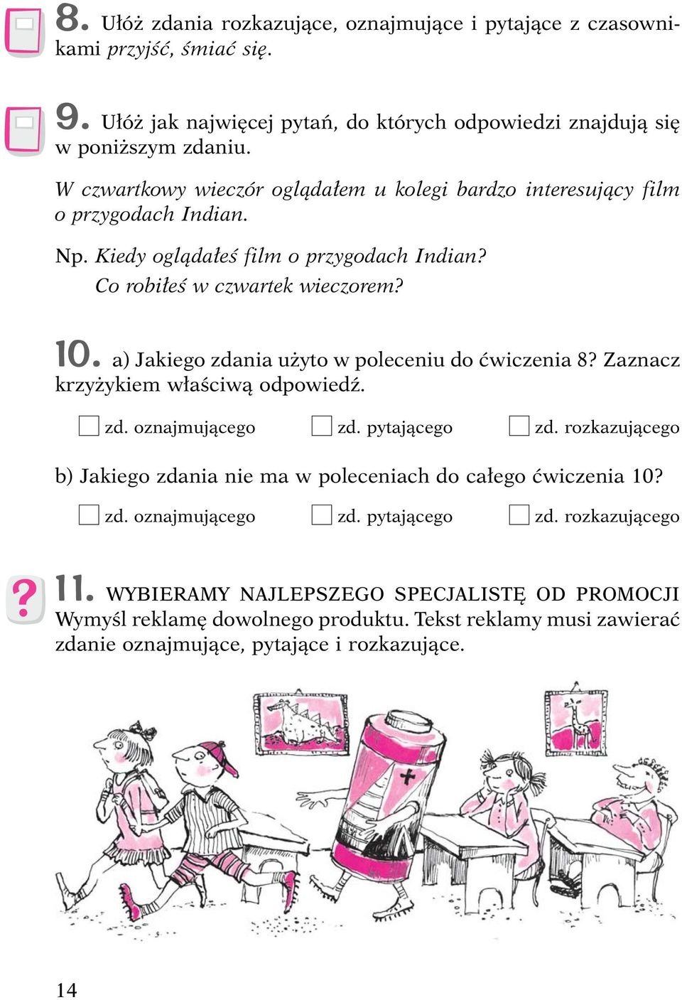 8. Ułóż zdania rozkazujące, oznajmujące i pytające z czasowni-
kami przyjść, śmiać się.
9. Ułóż jak najwięcej pytań, do których odpowiedzi znajdują się
w poniższym zdaniu.
W czwartkowy wieczór oglądałem u kolegi bardzo interesujący film
o przygodach Indian.
Np. Kiedy oglądałeś film o przygodach Indian?
Co robiłeś w czwartek wieczorem?
10. a) Jakiego zdania użyto w poleceniu do ćwiczenia 8? Zaznacz
krzyżykiem właściwą odpowiedź.
zd. oznajmującego zd. pytającego zd. rozkazującego
b) Jakiego zdania nie ma w poleceniach do całego ćwiczenia 10?
zd. oznajmującego zd. pytającego zd. rozkazującego
? 11. WYBIERAMY NAJLEPSZEGO SPECJALISTĘ OD PROMOCJI
Wymyśl reklamę dowolnego produktu. Tekst reklamy musi zawierać
zdanie oznajmujące, pytające i rozkazujące.
14